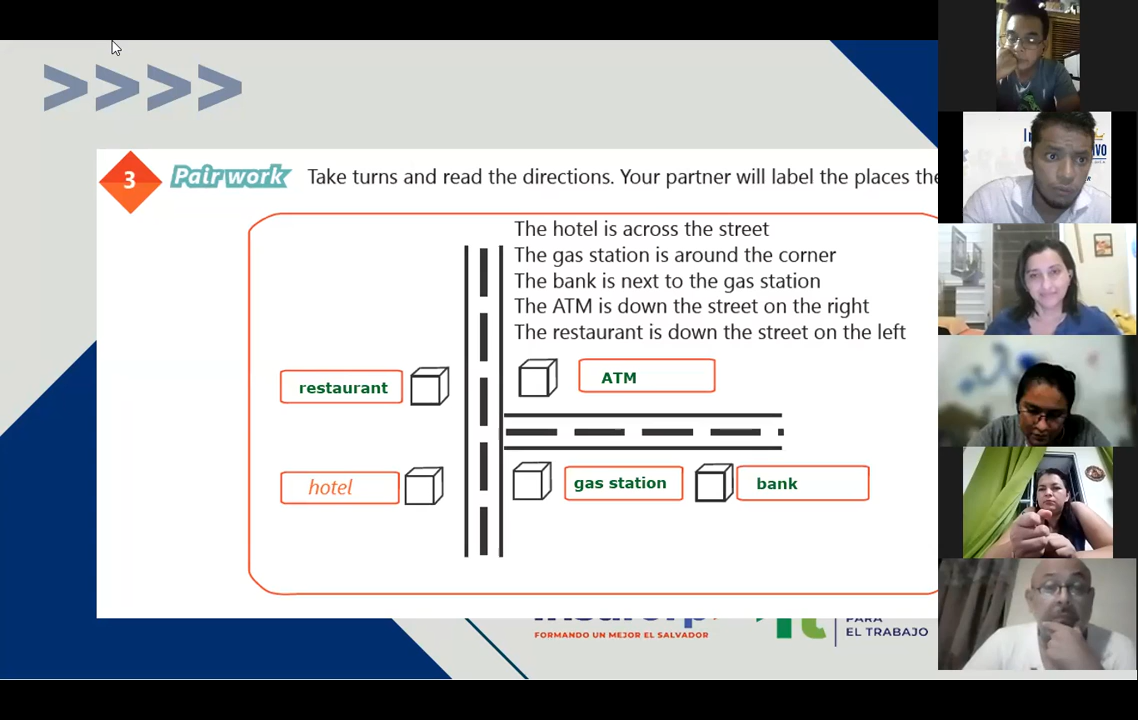 >>>>
3 Pair work Take turns and read the directions. Your partner will label the places
The hotel is across the street
The gas station is around the corner
The bank is next to the gas station
The ATM is down the street on the right
The restaurant is down the street on the left
restaurant
ATM
hotel
gas station
bank
FORMANDO UN MEJOR EL SALVADOR
PARA
EL TRABAJO